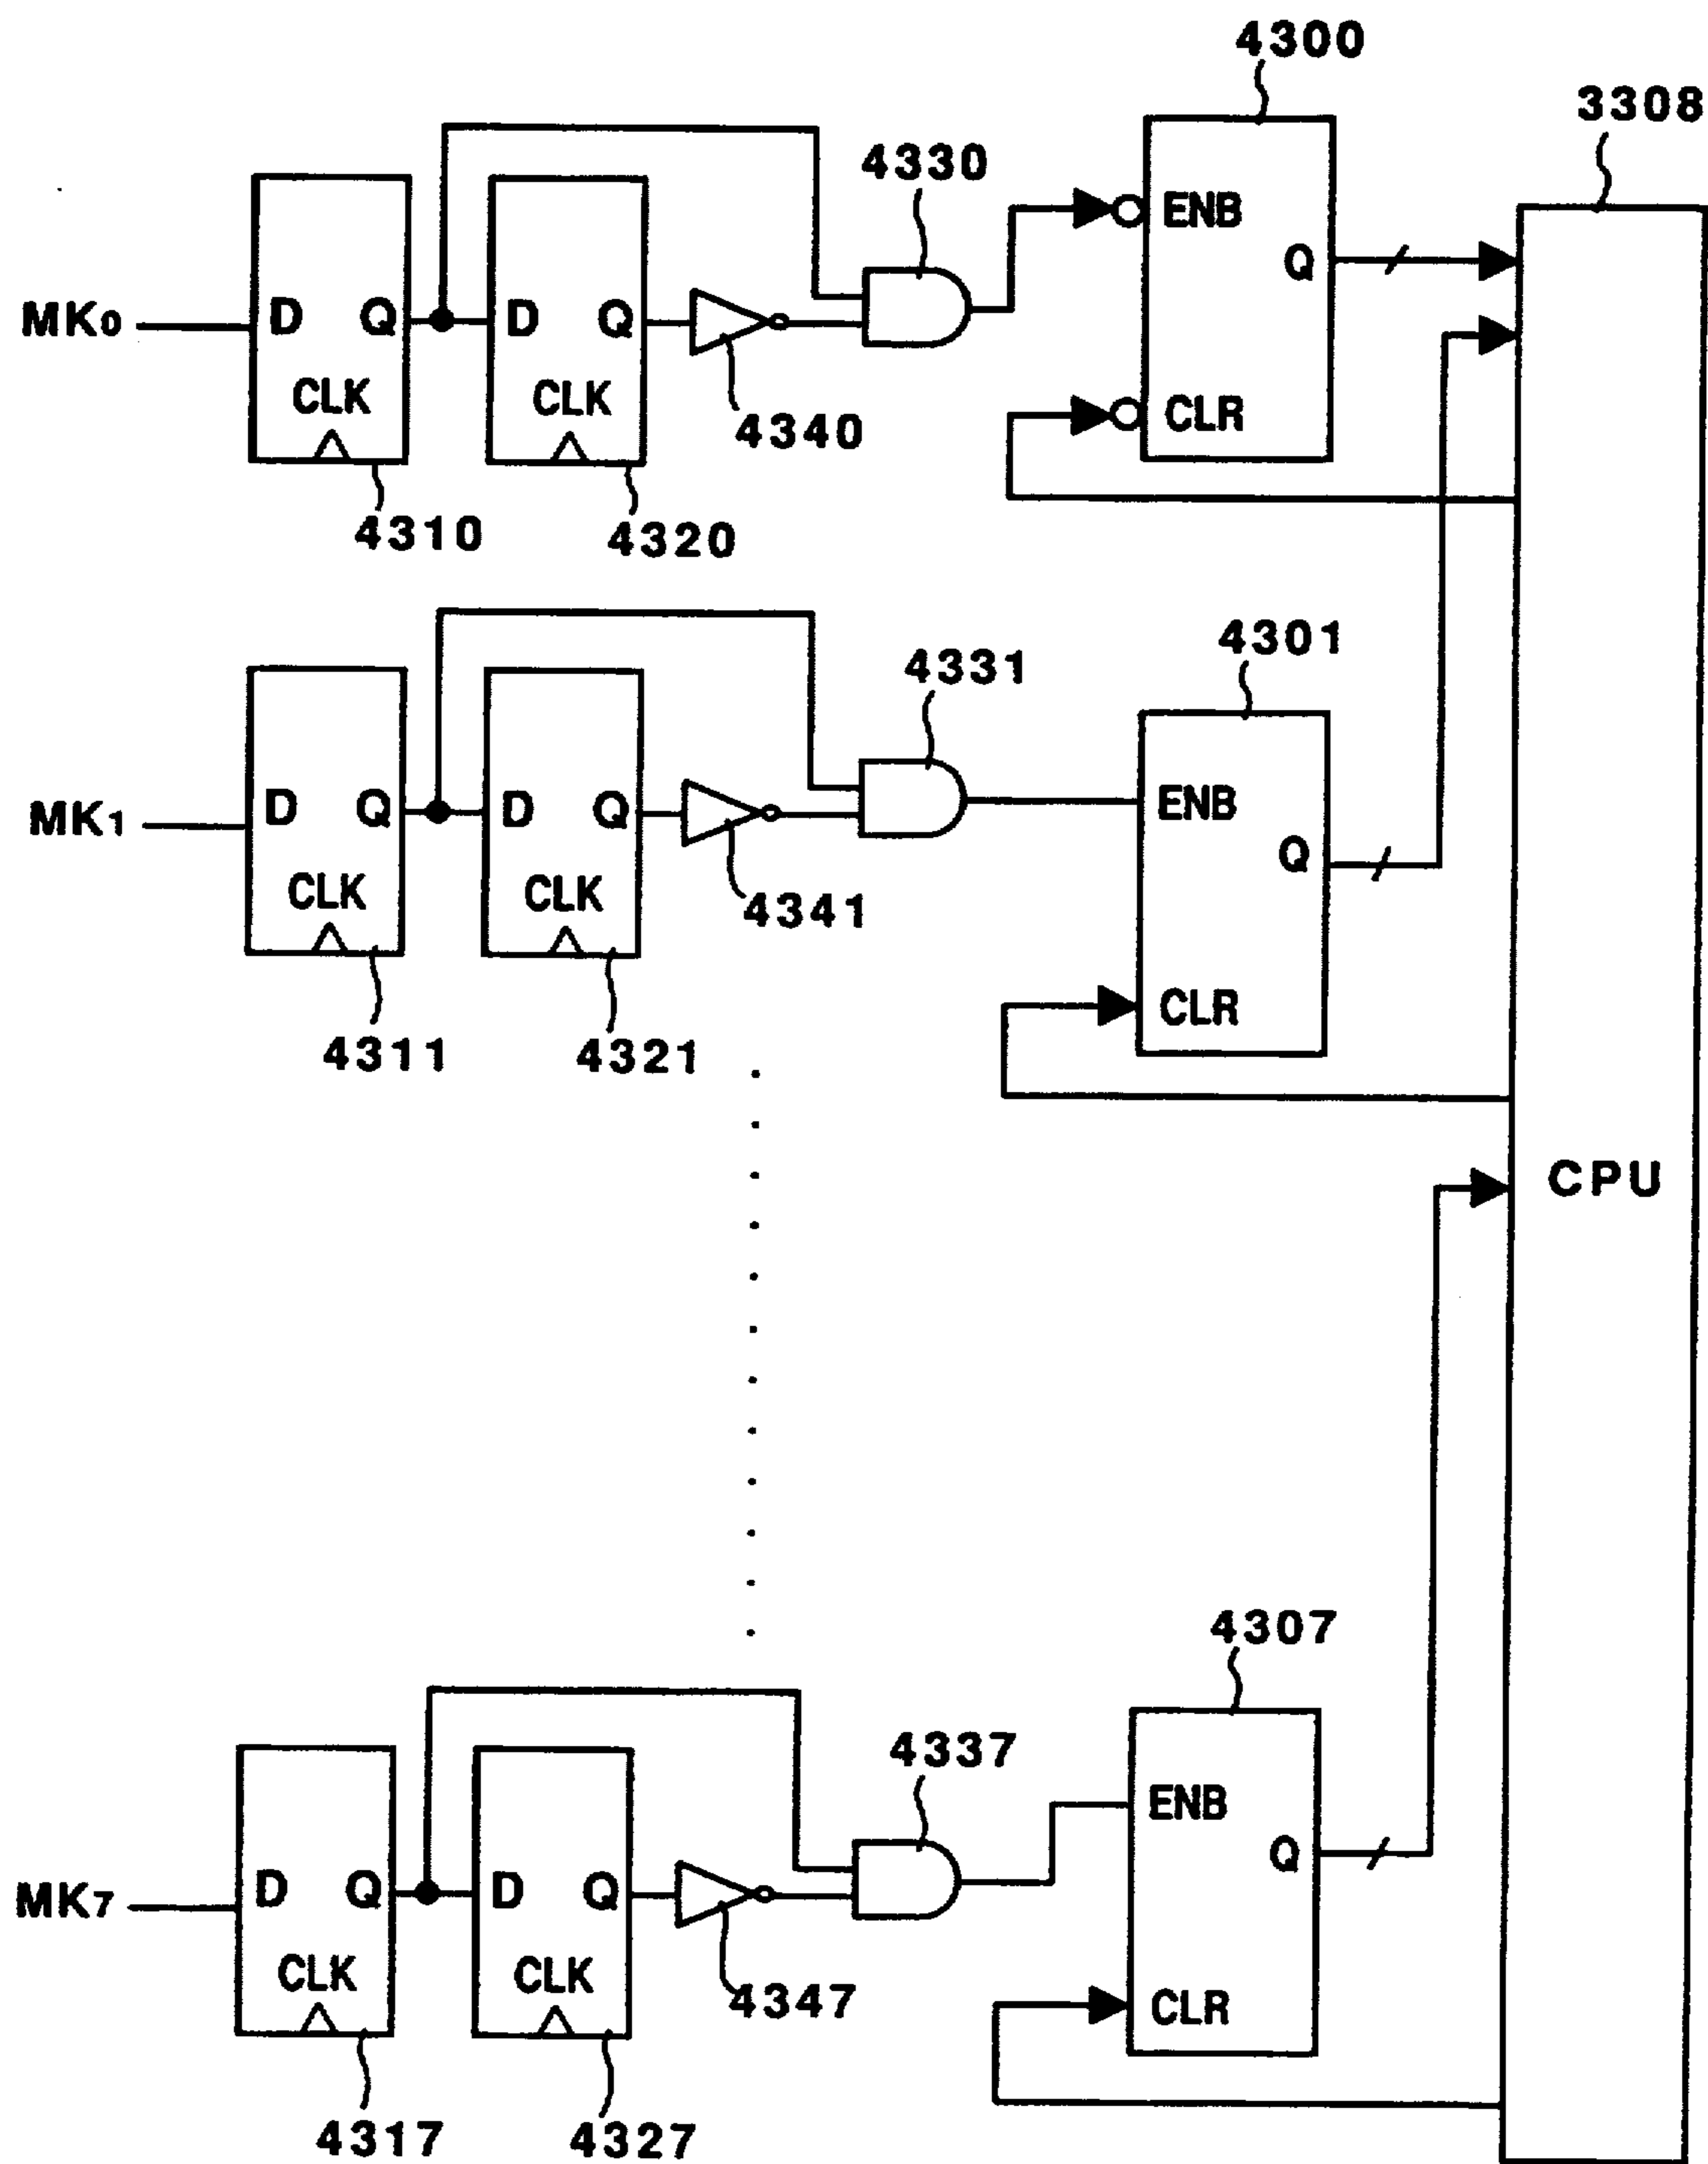 4300
3308
4330
ENB
Q
MK0
D Q
D Q
CLK
CLK
4340
CLR
4310
4320
4301
4331
MK1
D Q
D Q
ENB
Q
CLK
CLK
4341
CLR
4311
4321
CPU
4307
4337
ENB
Q
MK7
D Q
D Q
CLK
CLK
4347
CLR
4317
4327